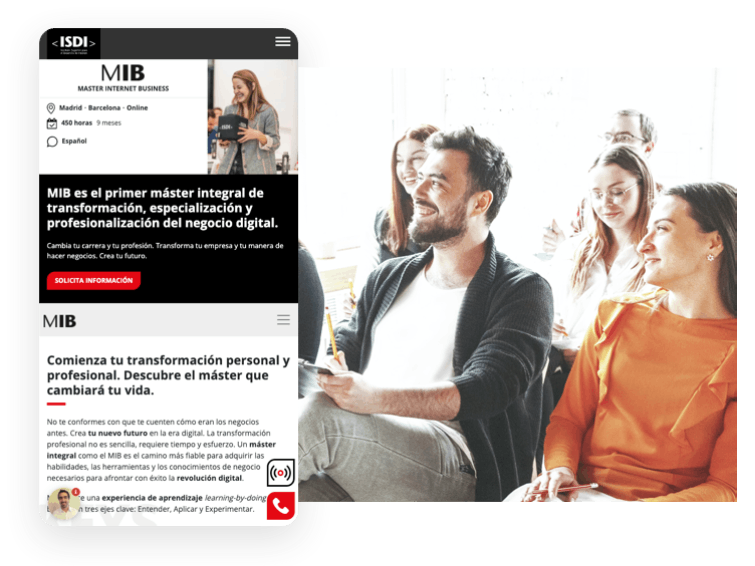 <ISDI>
MIB
MASTER INTERNET BUSINESS
Madrid - Barcelona - Online
450 horas 9 meses
Español
MIB es el primer máster integral de
transformación, especialización y
profesionalización del negocio digital.
Cambia tu carrera y tu profesión. Transforma tu empresa y tu manera de
hacer negocios. Crea tu futuro.
SOLICITA INFORMACIÓN
MIB
Comienza tu transformación personal y
profesional. Descubre el máster que
cambiará tu vida.
No te conformes con que te cuenten cómo eran los negocios
antes. Crea tu nuevo futuro en la era digital. La transformación
profesional no es sencilla, requiere tiempo y esfuerzo. Un máster
integral como el MIB es el camino más fiable para adquirir las
habilidades, las herramientas y los conocimientos de negocio
necesarios para afrontar con éxito la revolución digital.
una experiencia de aprendizaje learning-by-doing
tres ejes clave: Entender, Aplicar y Experimentar.